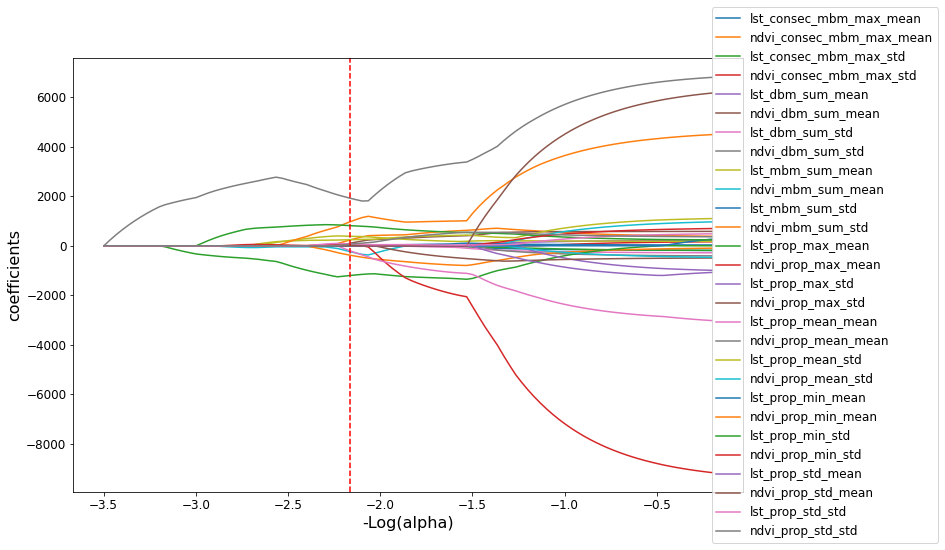 lst_consec_mbm_max_mean
ndvi_consec_mbm_max_mean
lst_consec_mbm_max_std
ndvi_consec_mbm_max_std
lst_dbm_sum_mean
ndvi_dbm_sum_mean
lst_dbm_sum_std
ndvi_dbm_sum_std
lst_mbm_sum_mean
ndvi_mbm_sum_mean
lst_mbm_sum_std
ndvi_mbm_sum_std
lst_prop_max_mean
ndvi_prop_max_mean
lst_prop_max_std
ndvi_prop_max_std
lst_prop_mean_mean
ndvi_prop_mean_mean
lst_prop_mean_std
ndvi_prop_mean_std
lst_prop_min_mean
ndvi_prop_min_mean
lst_prop_min_std
ndvi_prop_min_std
lst_prop_std_mean
ndvi_prop_std_mean
lst_prop_std_std
ndvi_prop_std_std
6000
4000
2000
0
−2000
−4000
−6000
−8000
coefficients
−3.5 −3.0 −2.5 −2.0 −1.5 −1.0 −0.5
-Log(alpha)